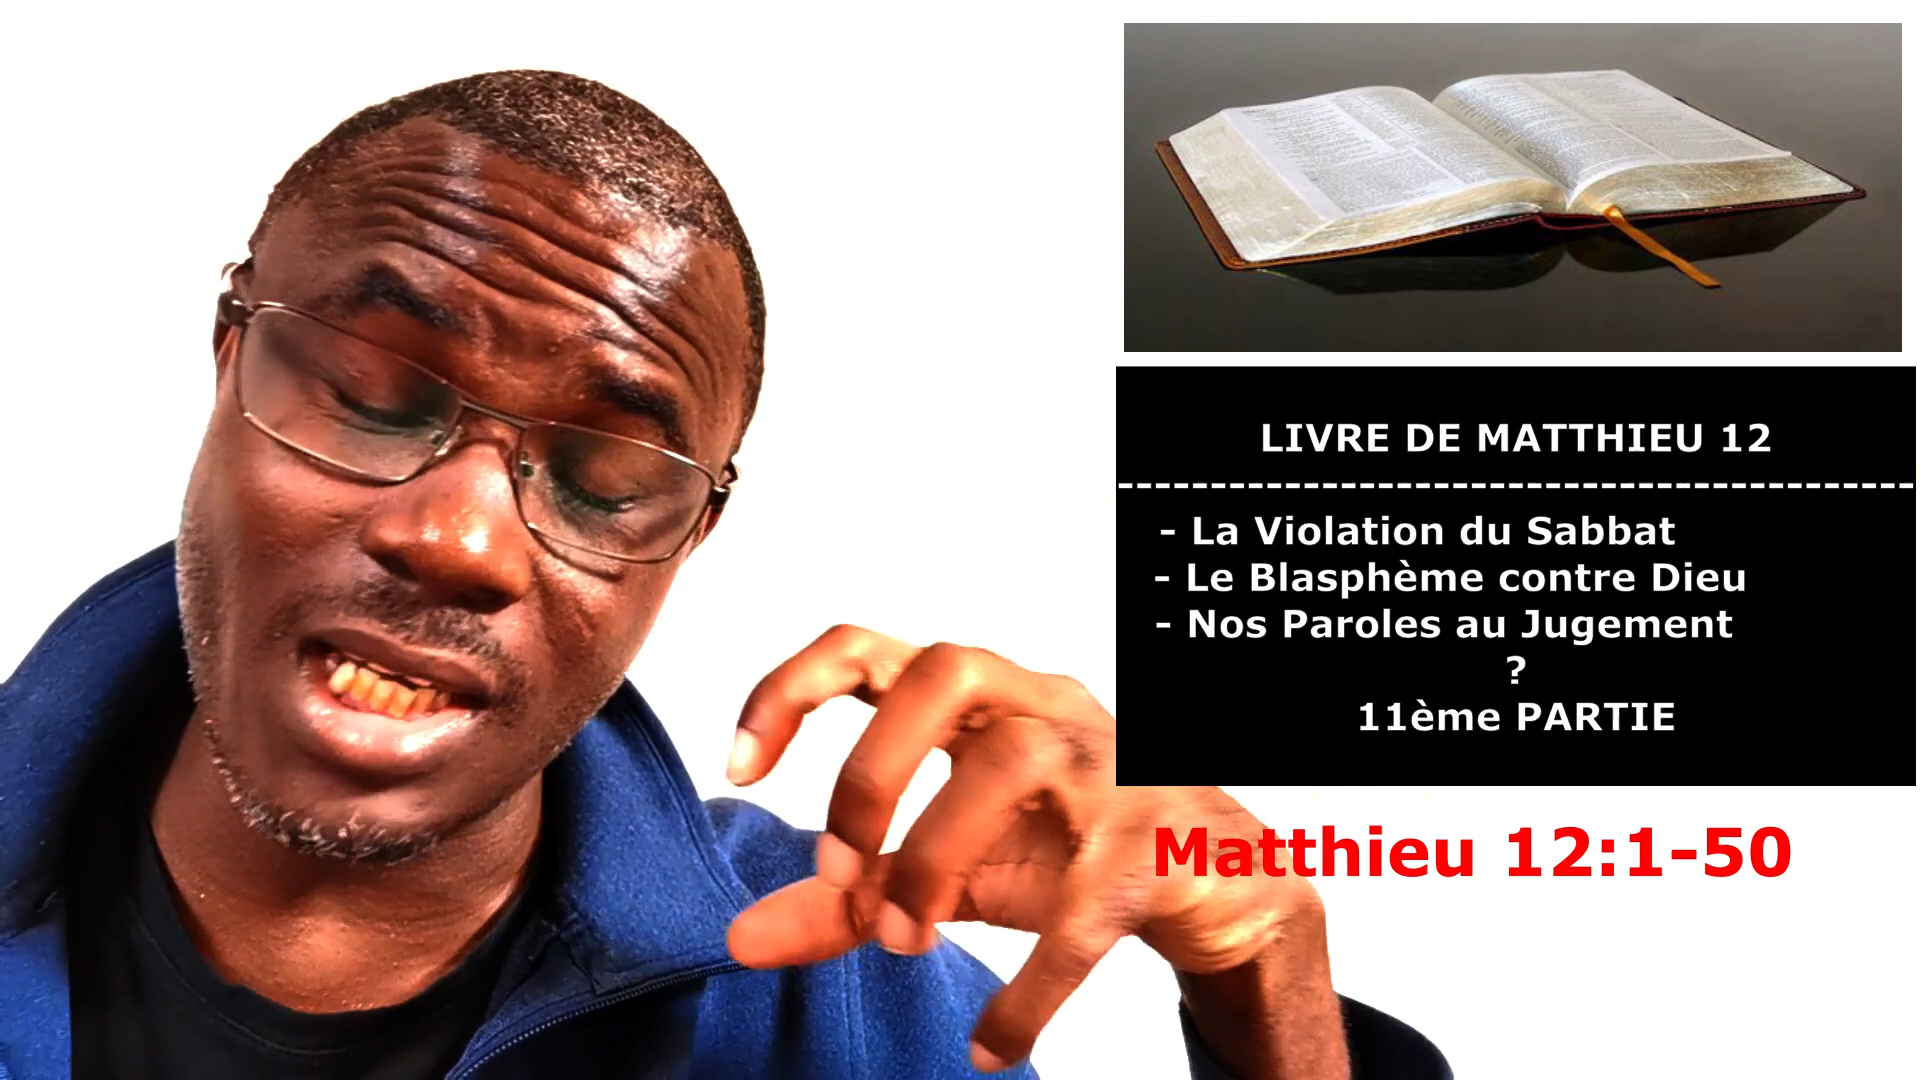 LIVRE DE MATTHIEU 12
-------------------------------------------
- La Violation du Sabbat
- Le Blasphème contre Dieu
- Nos Paroles au Jugement
?
11ème PARTIE
Matthieu 12:1-50